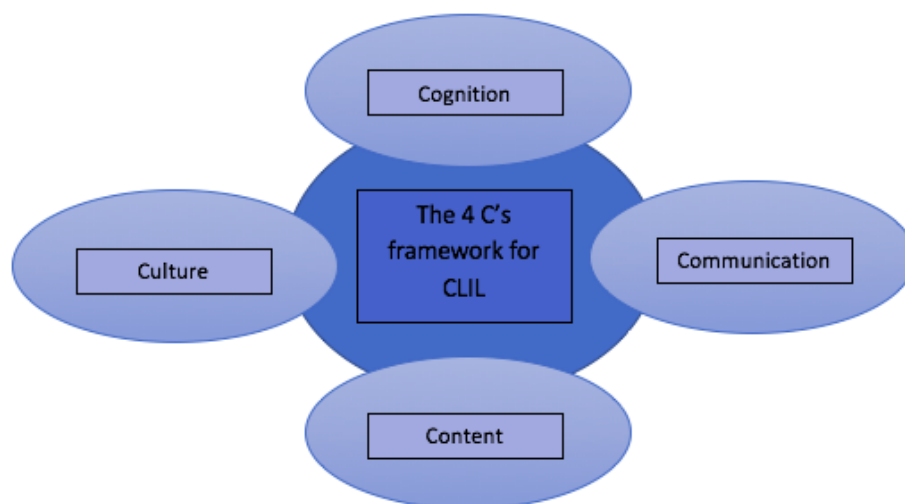 Cognition
The 4 C's
framework for
CLIL
Culture
Communication
Content